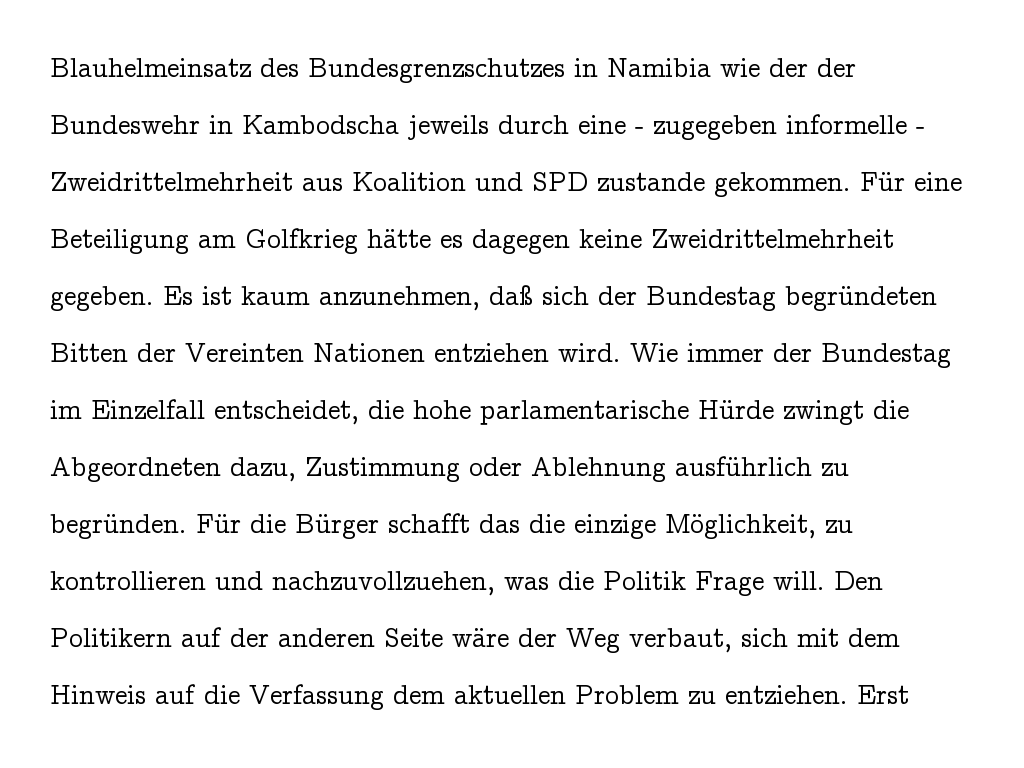 Blauhelmeinsatz des Bundesgrenzschutzes in Namibia wie der der
Bundeswehr in Kambodscha jeweils durch eine - zugegeben informelle -
Zweidrittelmehrheit aus Koalition und SPD zustande gekommen. Für eine
Beteiligung am Golfkrieg hätte es dagegen keine Zweidrittelmehrheit
gegeben. Es ist kaum anzunehmen, daß sich der Bundestag begründeten
Bitten der Vereinten Nationen entziehen wird. Wie immer der Bundestag
im Einzelfall entscheidet, die hohe parlamentarische Hürde zwingt die
Abgeordneten dazu, Zustimmung oder Ablehnung ausführlich zu
begründen. Für die Bürger schafft das die einzige Möglichkeit, zu
kontrollieren und nachzuvollzuehen, was die Politik Frage will. Den
Politikern auf der anderen Seite wäre der Weg verbaut, sich mit dem
Hinweis auf die Verfassung dem aktuellen Problem zu entziehen. Erst